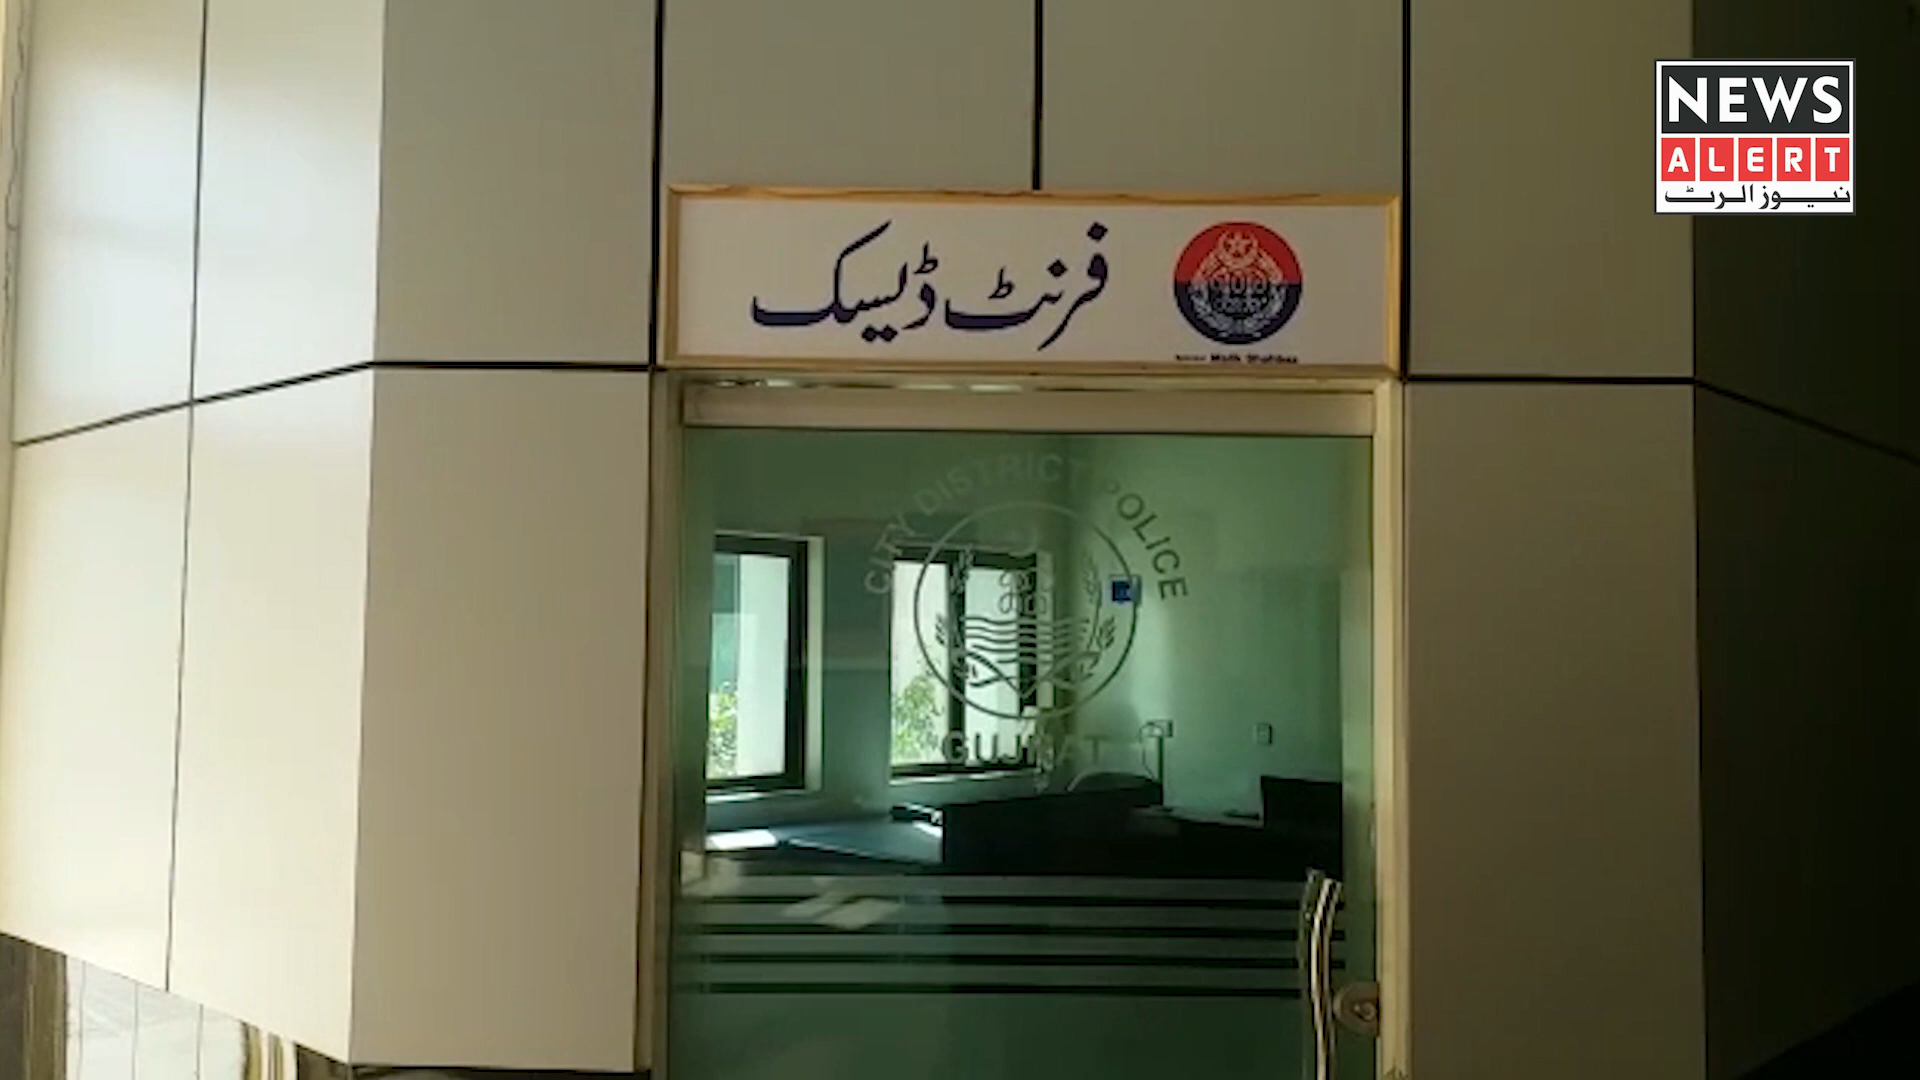 NEWS
ALERT
نیوز الرٹ
فرنٹ ڈیسک
CITY DISTRICT POLICE
GUJRAT